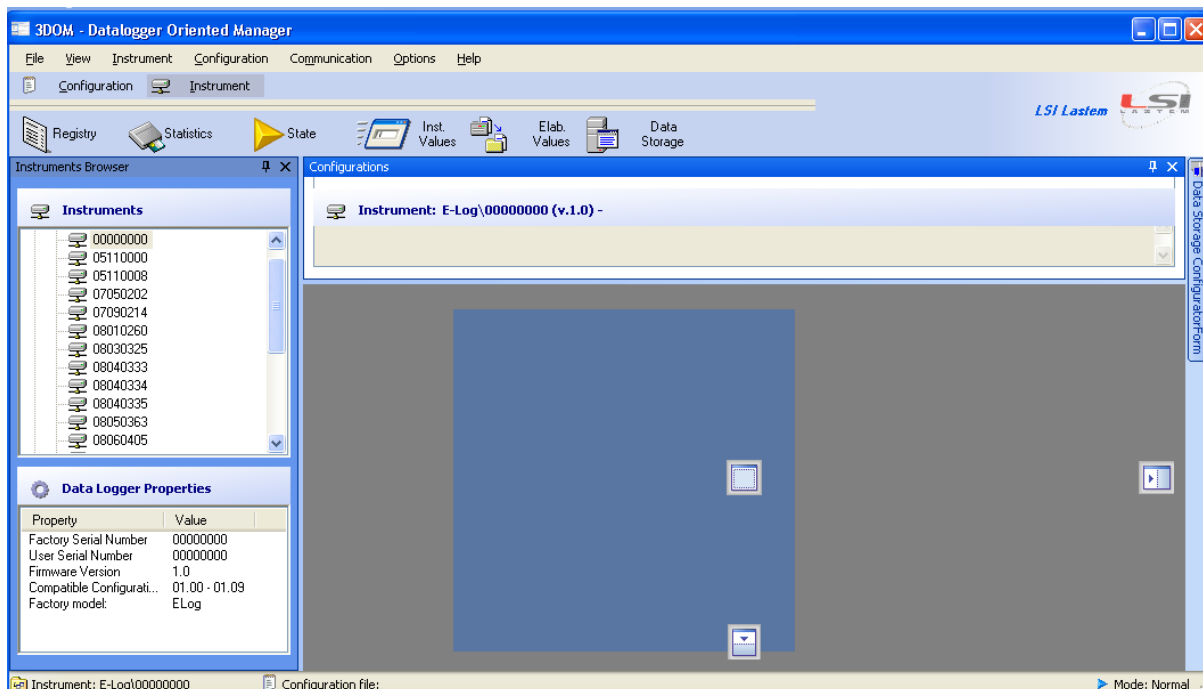 3DOM - Datalogger Oriented Manager
File View Instrument Configuration Communication Options Help
Configuration Instrument
LSI Lastem LSI LASTEM
Registry Statistics State Inst. Values Elab. Values Data Storage
Instruments Browser
Configurations
Data Storage ConfiguratorForm
Instruments
Instrument: E-Log\00000000 (v.1.0) -
00000000
05110000
05110008
07050202
07090214
08010260
08030325
08040333
08040334
08040335
08050363
08060405
Data Logger Properties
Property Value
Factory Serial Number 00000000
User Serial Number 00000000
Firmware Version 1.0
Compatible Configurati... 01.00 - 01.09
Factory model: ELog
Instrument: E-Log\00000000 Configuration file: Mode: Normal